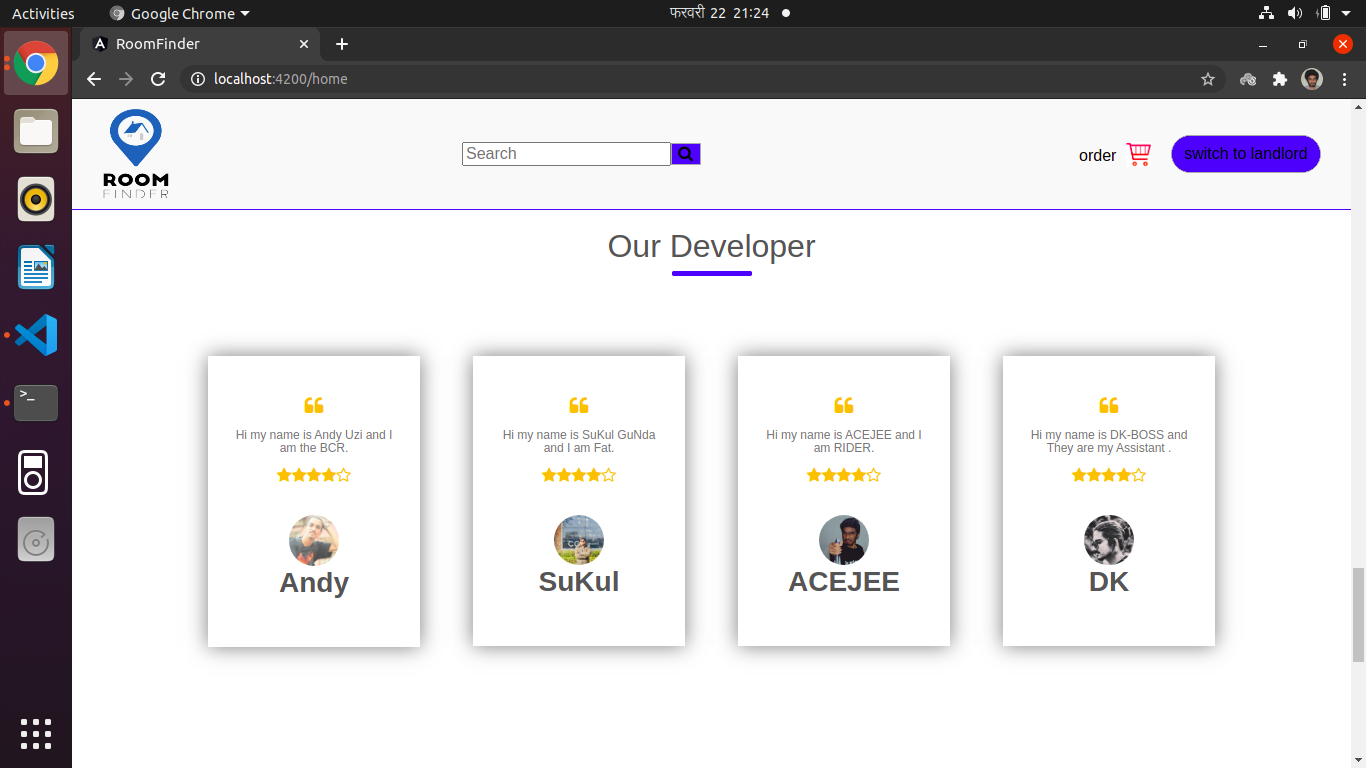 Activities
Google Chrome
फरवरी 22 21:24
RoomFinder
localhost:4200/home
ROOM
FINDER
Search
order
switch to landlord
Our Developer
Hi my name is Andy Uzi and I
am the BCR.
Andy
Hi my name is SuKul GuNda
and I am Fat.
SuKul
Hi my name is ACEJEE and I
am RIDER.
ACEJEE
Hi my name is DK-BOSS and
They are my Assistant .
DK